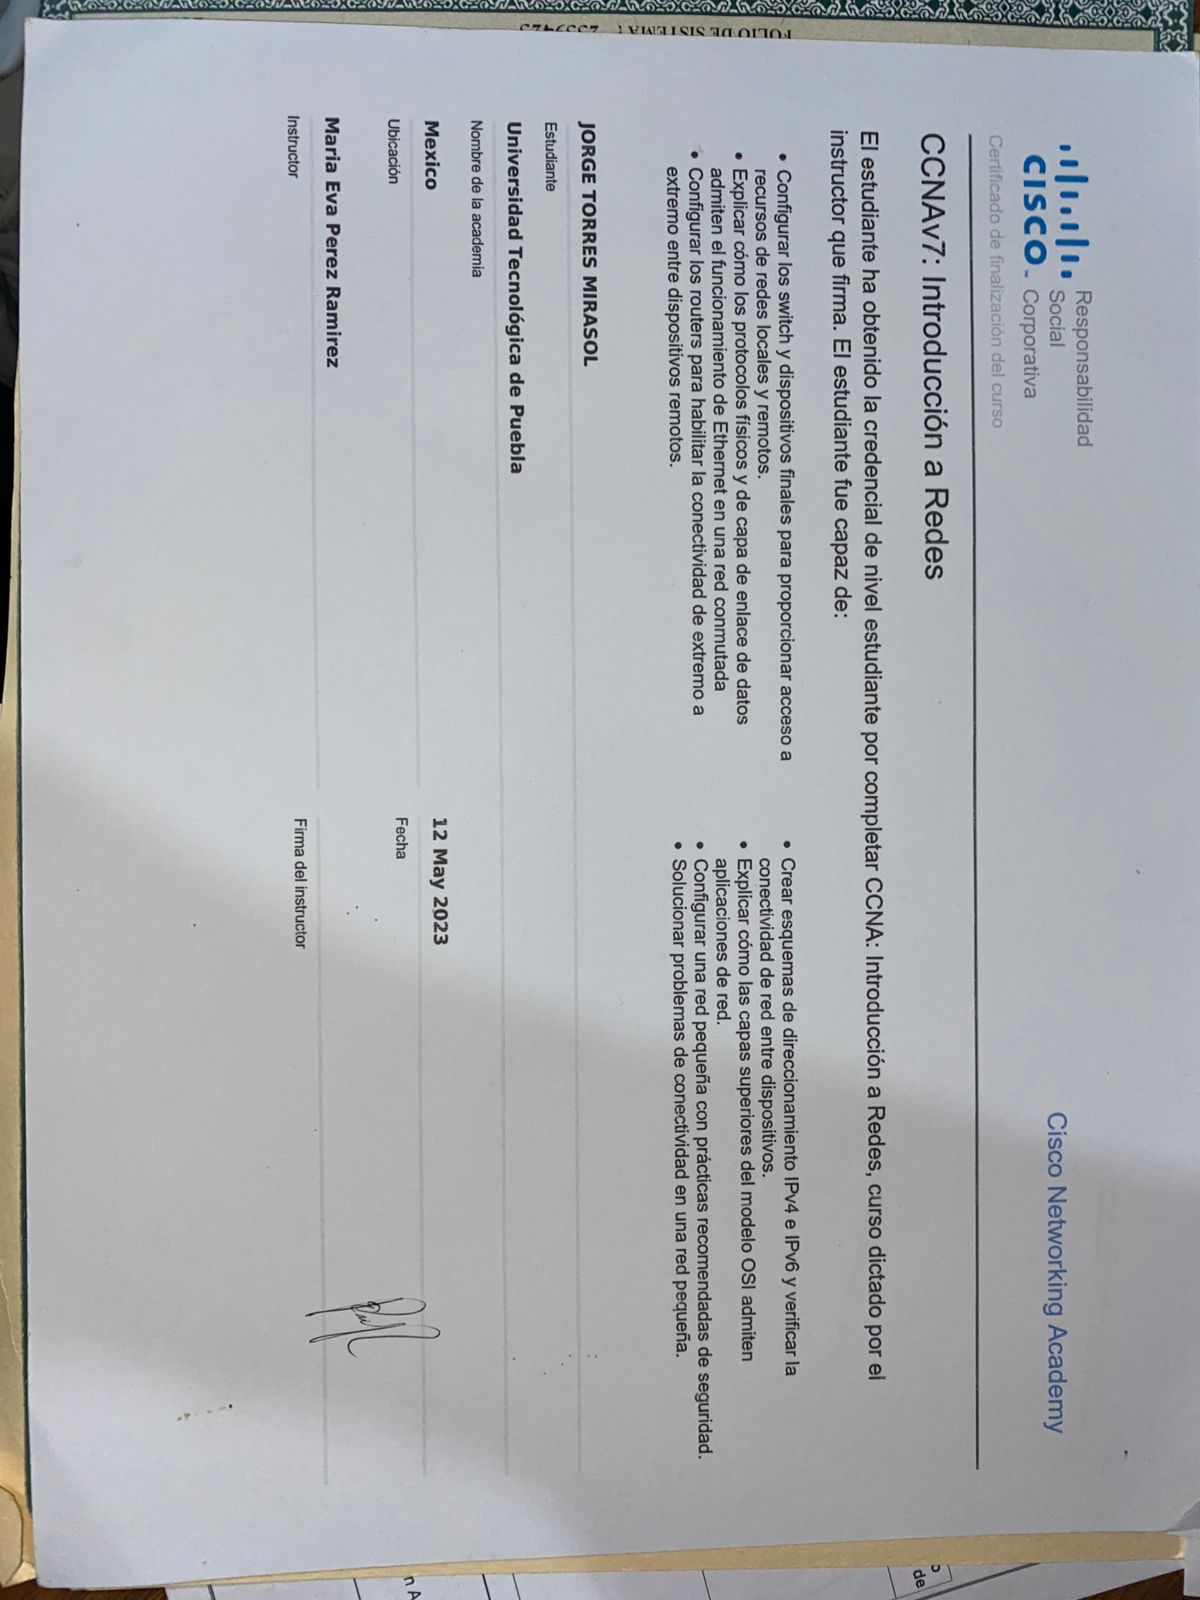 FOLIO DE SISTEMA
Responsabilidad
Social
Corporativa
CISCO™
Cisco Networking Academy
Certificado de finalización del curso
CCNAv7: Introducción a Redes
El estudiante ha obtenido la credencial de nivel estudiante por completar CCNA: Introducción a Redes, curso dictado por el
instructor que firma. El estudiante fue capaz de:
• Configurar los switch y dispositivos finales para proporcionar acceso a
recursos de redes locales y remotos.
• Explicar cómo los protocolos físicos y de capa de enlace de datos
admiten el funcionamiento de Ethernet en una red conmutada
• Configurar los routers para habilitar la conectividad de extremo a
extremo entre dispositivos remotos.
• Crear esquemas de direccionamiento IPv4 e IPv6 y verificar la
conectividad de red entre dispositivos.
• Explicar cómo las capas superiores del modelo OSI admiten
aplicaciones de red.
• Configurar una red pequeña con prácticas recomendadas de seguridad.
• Solucionar problemas de conectividad en una red pequeña.
JORGE TORRES MIRASOL
Estudiante
Universidad Tecnológica de Puebla
Nombre de la academia
Mexico
Ubicación
12 May 2023
Fecha
Maria Eva Perez Ramirez
Instructor
Firma del instructor
de
n A